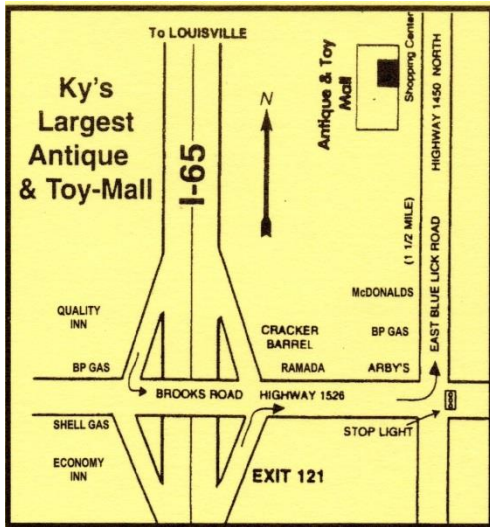 To LOUISVILLE
Ky's
Largest
Antique
& Toy-Mall
I-65
N
Antique & Toy
Mall
Shopping Center
HIGHWAY 1450 NORTH
(1 1/2 MILE)
EAST BLUE LICK ROAD
McDONALDS
QUALITY
INN
CRACKER
BARREL
BP GAS
BP GAS
RAMADA
ARBY'S
BROOKS ROAD HIGHWAY 1526
SHELL GAS
STOP LIGHT
ECONOMY
INN
EXIT 121